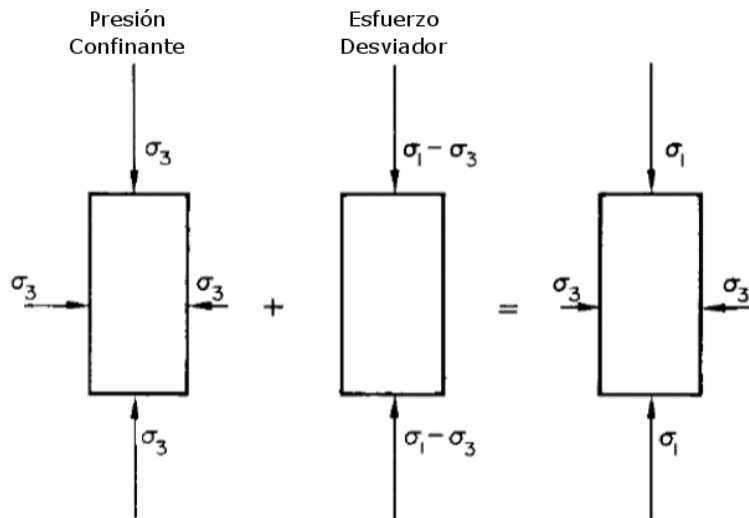 Presión
Confinante
Esfuerzo
Desviador
σ₃
σ₁ − σ₃
σ₁
σ₃
σ₃
+
=
σ₃
σ₃
σ₃
σ₁ − σ₃
σ₁